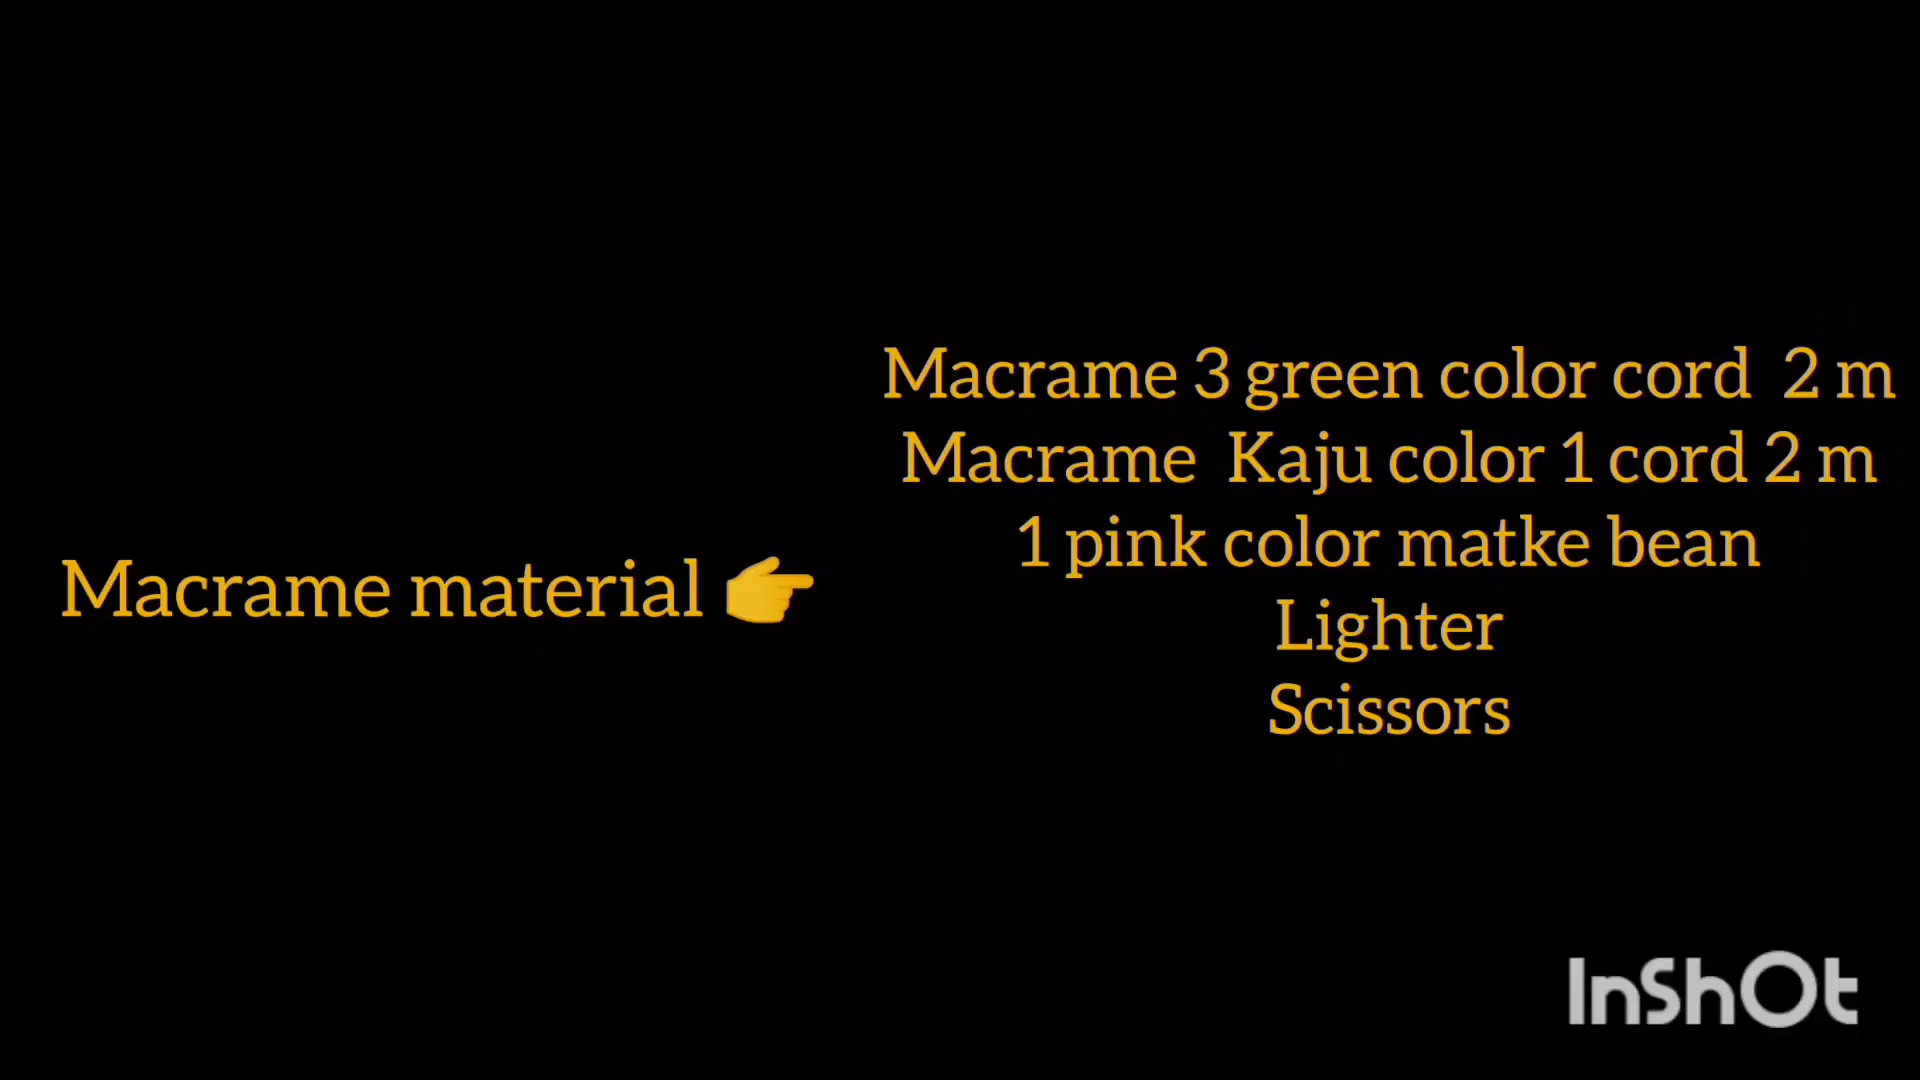 Macrame material 👉
Macrame 3 green color cord 2 m
Macrame Kaju color 1 cord 2 m
1 pink color matke bean
Lighter
Scissors
InShOt